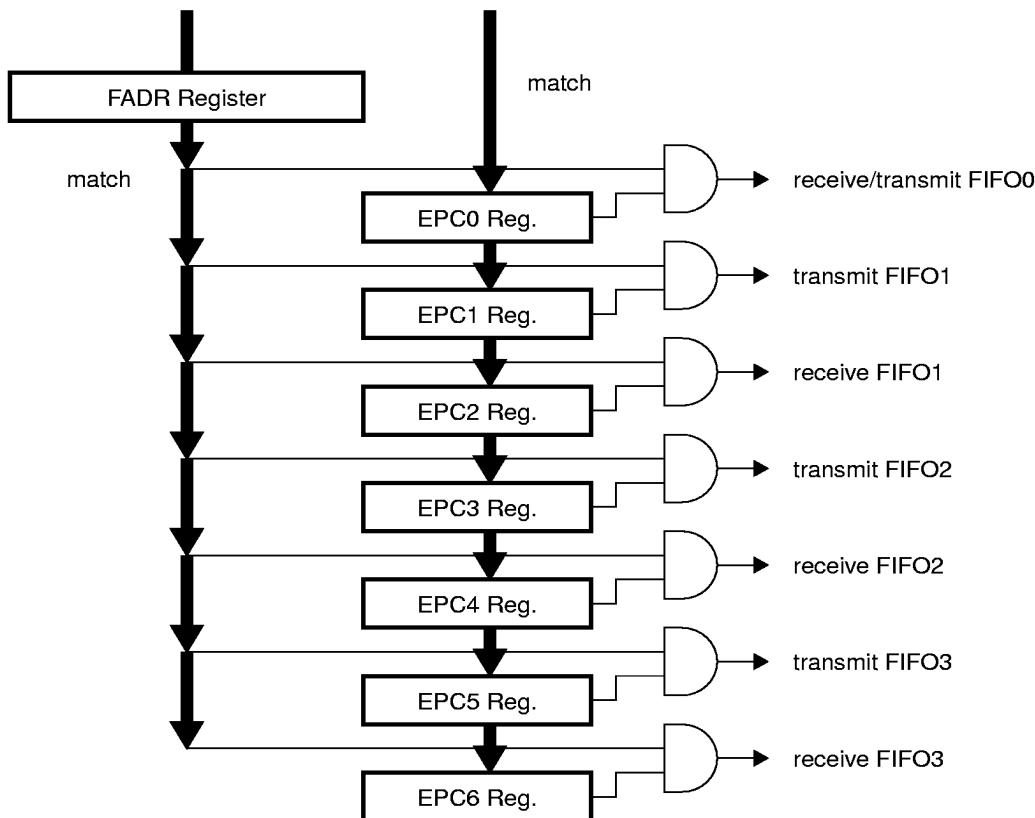 match
FADR Register
match
receive/transmit FIFO0
EPC0 Reg.
transmit FIFO1
EPC1 Reg.
receive FIFO1
EPC2 Reg.
transmit FIFO2
EPC3 Reg.
receive FIFO2
EPC4 Reg.
transmit FIFO3
EPC5 Reg.
receive FIFO3
EPC6 Reg.